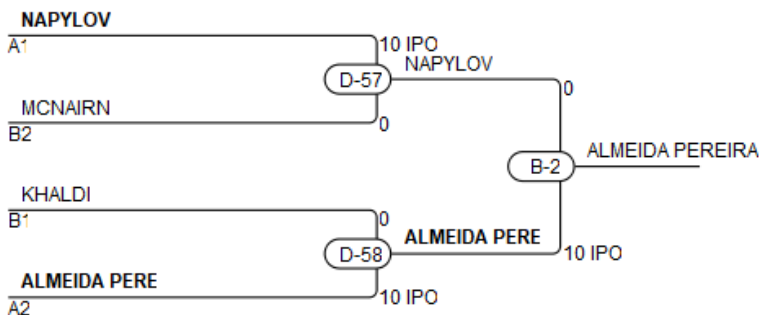 NAPYLOV
A1
10 IPO
NAPYLOV
D-57
0
MCNAIRN
0
B2
ALMEIDA PEREIRA
B-2
KHALDI
B1
0
ALMEIDA PERE
D-58
10 IPO
ALMEIDA PERE
10 IPO
A2